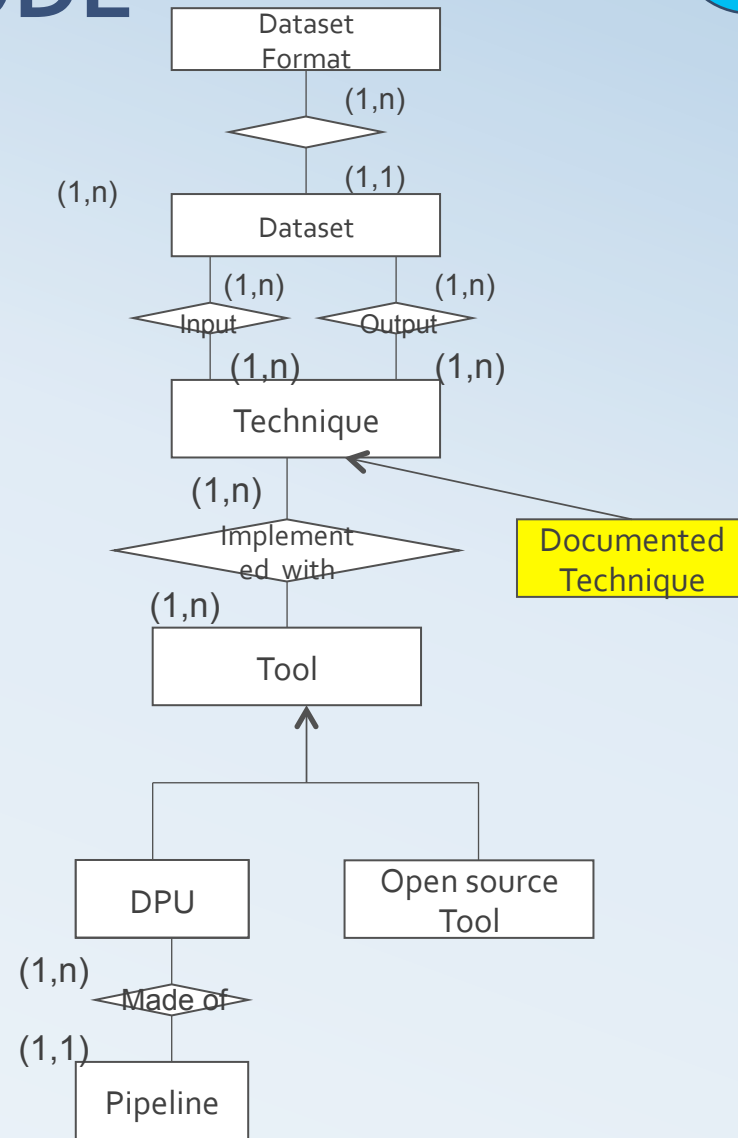 Dataset
Format
(1,n)
(1,1)
(1,n)
Dataset
(1,n)
(1,n)
Input
Output
(1,n)
(1,n)
Technique
(1,n)
Implement
ed with
Documented
Technique
(1,n)
Tool
DPU
Open source
Tool
(1,n)
Made of
(1,1)
Pipeline